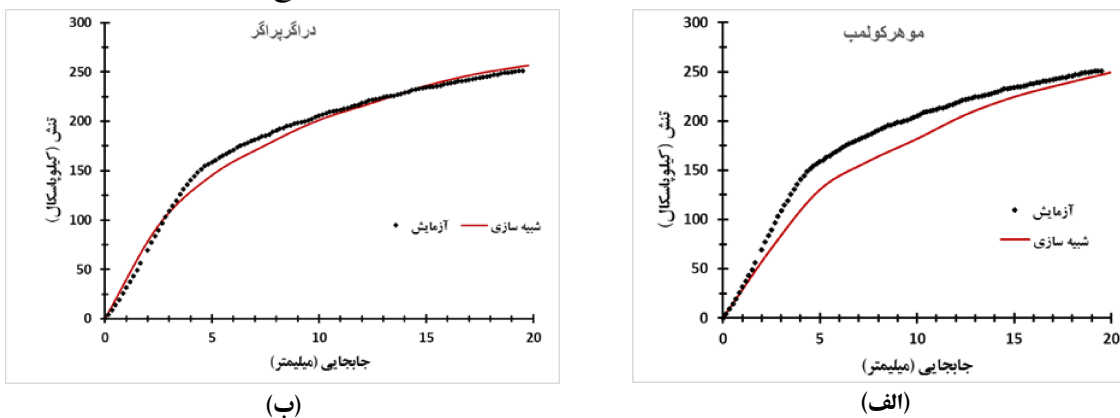 موهرکولمب
300
250
200
150
100
50
0
تنش (کیلوپاسکال)
آزمایش
شبیه سازی
0 5 10 15 20
جابجایی (میلیمتر)
(الف)
دراگرپراگر
300
250
200
150
100
50
0
تنش (کیلوپاسکال)
آزمایش شبیه سازی
0 5 10 15 20
جابجایی (میلیمتر)
(ب)